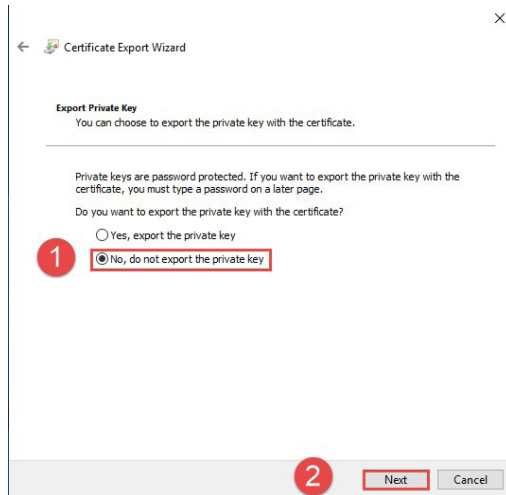 Certificate Export Wizard
Export Private Key
You can choose to export the private key with the certificate.
Private keys are password protected. If you want to export the private key with the
certificate, you must type a password on a later page.
Do you want to export the private key with the certificate?
Yes, export the private key
1 No, do not export the private key
2 Next Cancel